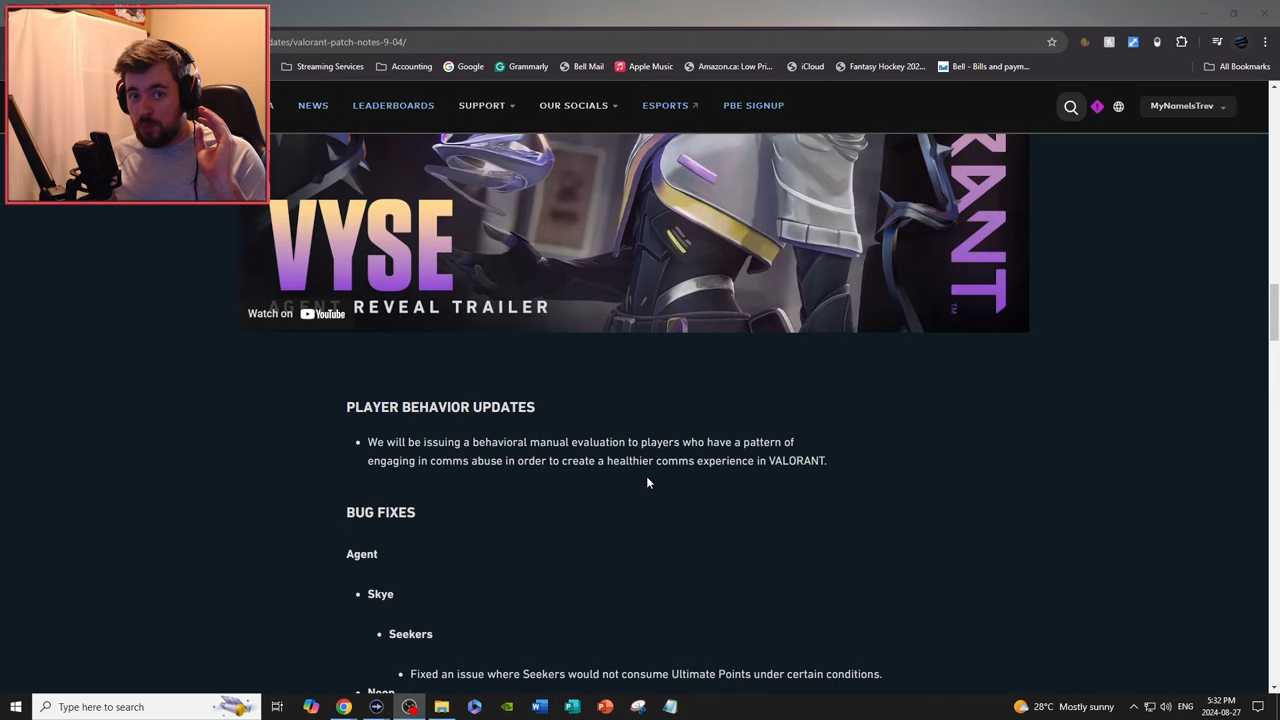 dates/valorant-patch-notes-9-04/
Streaming Services Accounting Google Grammarly Bell Mail Apple Music Amazon.ca: Low Pri... iCloud Fantasy Hockey 202... Bell - Bills and paym... All Bookmarks
A NEWS LEADERBOARDS SUPPORT OUR SOCIALS ESPORTS PBE SIGNUP MyNameIsTrev
RANT
VYSE
AGENT REVEAL TRAILER
TM
Watch on YouTube
PLAYER BEHAVIOR UPDATES
• We will be issuing a behavioral manual evaluation to players who have a pattern of
engaging in comms abuse in order to create a healthier comms experience in VALORANT.
BUG FIXES
Agent
• Skye
• Seekers
• Fixed an issue where Seekers would not consume Ultimate Points under certain conditions.
• Neon
Type here to search
28°C Mostly sunny ENG
5:32 PM
2024-08-27